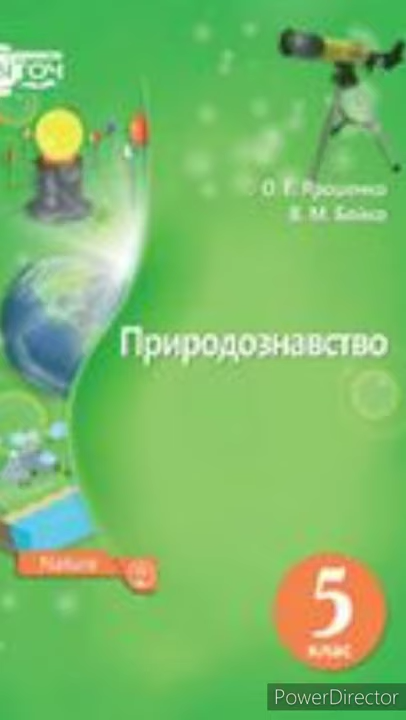 О. Г. Ярошенко
В. М. Бойко
Природознавство
Nature
5
клас
PowerDirector